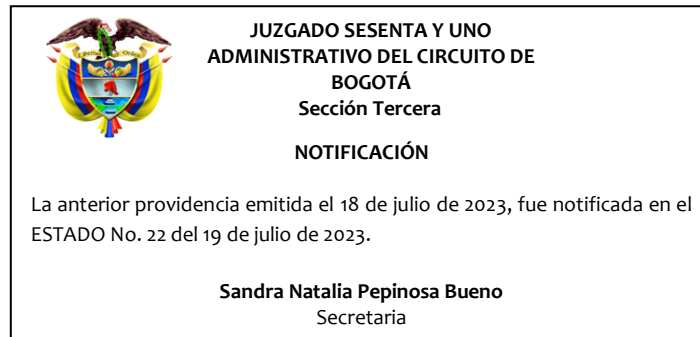 JUZGADO SESENTA Y UNO
ADMINISTRATIVO DEL CIRCUITO DE
BOGOTÁ
Sección Tercera
NOTIFICACIÓN
La anterior providencia emitida el 18 de julio de 2023, fue notificada en el
ESTADO No. 22 del 19 de julio de 2023.
Sandra Natalia Pepinosa Bueno
Secretaria